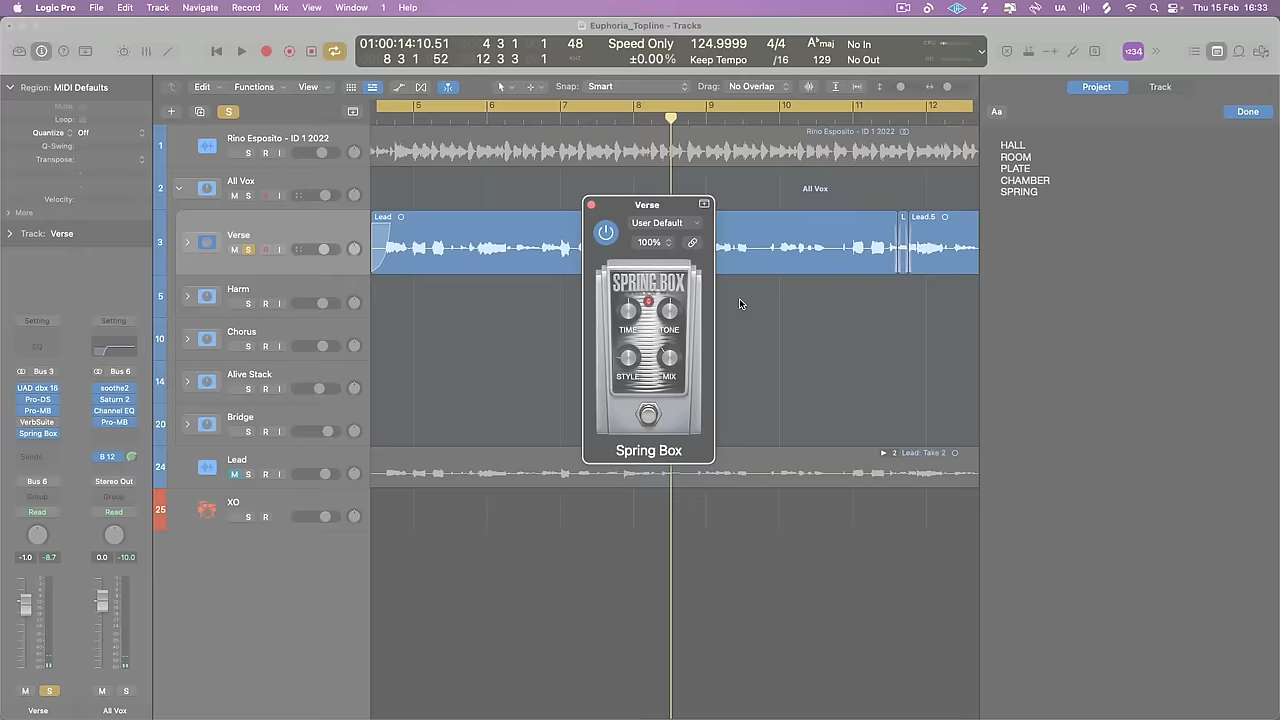 Logic Pro File Edit Track Navigate Record Mix View Window 1 Help UA Thu 15 Feb 16:33
Euphoria_Topline - Tracks
01:00:14:10.51 4 3 1 1 48 Speed Only 124.9999 4/4 A♭maj No In CPU
8 3 1 52 12 3 3 1 KHZ ±0.00% Keep Tempo /16 129 No Out HD
1234
Region: MIDI Defaults
Edit Functions View Snap: Smart Drag: No Overlap
Project Track
Mute:
Loop:
Quantize Off
Q-Swing:
Transpose:
Velocity:
More
Track: Verse
S
5 6 7 8 9 10 11 12
Aa Done
HALL
ROOM
PLATE
CHAMBER
SPRING
1 Rino Esposito - ID 1 2022
S R I
Rino Esposito - ID 1 2022
2 All Vox
M S R I
All Vox
3 Verse
M S R I
Lead L Lead.5
5 Harm
S R I
10 Chorus
S R I
14 Alive Stack
S R I
20 Bridge
S R I
24 Lead
M S R I
2 Lead: Take 2
25 XO
S R
Verse
User Default
100%
SPRING BOX
TIME TONE
STYLE MIX
Spring Box
Setting Setting
EQ
Bus 3 Bus 6
UAD dbx 16 soothe2
Pro-DS Saturn 2
Pro-MB Channel EQ
VerbSuite Pro-MB
Spring Box
Sends B 12
Bus 6 Stereo Out
Group Group
Read Read
-1.0 -8.7 0.0 -10.0
M S M S
Verse All Vox